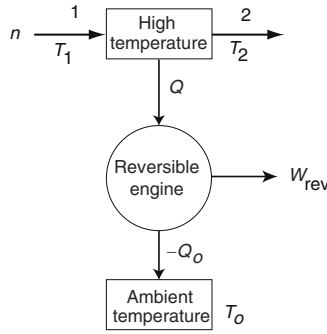 1
2
n
High
temperature
T1
T2
Q
Reversible
engine
Wrev
–Qo
Ambient
temperature
To